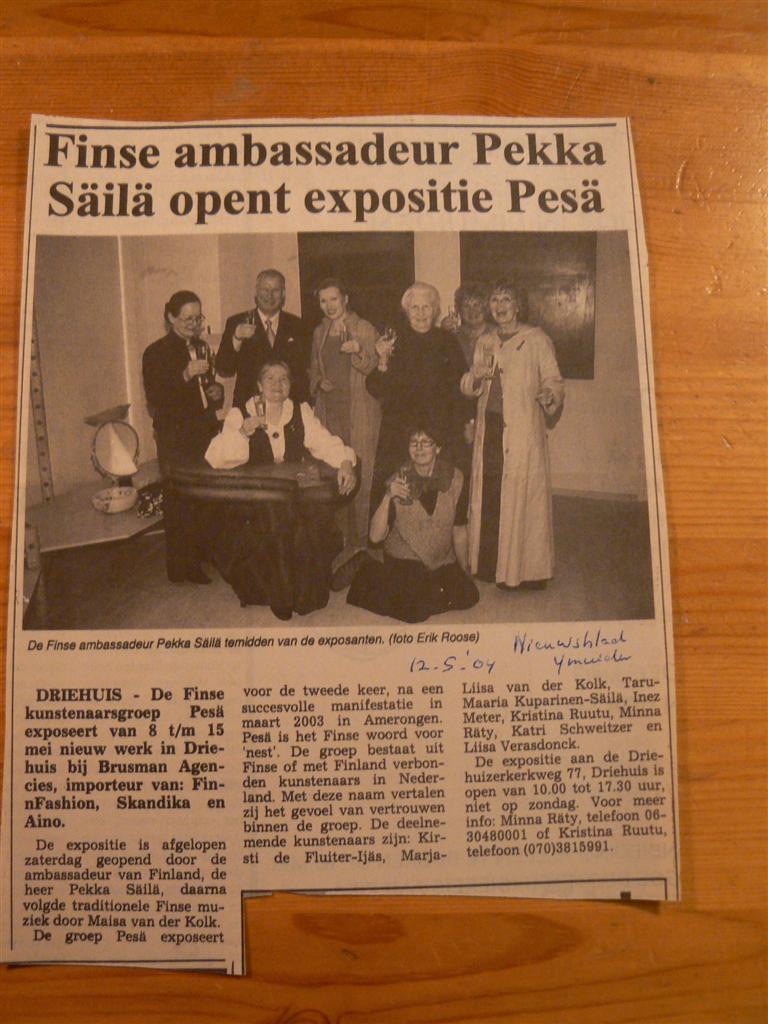 Finse ambassadeur Pekka
Säilä opent expositie Pesä
De Finse ambassadeur Pekka Säilä temidden van de exposanten. (foto Erik Roose)
Nieuwsblad
12-5-'04
DRIEHUIS - De Finse
kunstenaarsgroep Pesä
exposeert van 8 t/m 15
mei nieuw werk in Drie-
huis bij Brusman Agen-
cies, importeur van: Fin-
nFashion, Skandika en
Aino.
De expositie is afgelopen
zaterdag geopend door de
ambassadeur van Finland, de
heer Pekka Säilä, daarna
volgde traditionele Finse mu-
ziek door Maisa van der Kolk.
De groep Pesä exposeert
voor de tweede keer, na een
succesvolle manifestatie in
maart 2003 in Amerongen.
Pesä is het Finse woord voor
'nest'. De groep bestaat uit
Finse of met Finland verbon-
den kunstenaars in Neder-
land. Met deze naam vertalen
zij het gevoel van vertrouwen
binnen de groep. De deelne-
mende kunstenaars zijn: Kir-
sti de Fluiter-Ijäs, Marja-
Liisa van der Kolk, Taru-
Maaria Kuparinen-Säilä, Inez
Meter, Kristina Ruutu, Minna
Räty, Katri Schweitzer en
Liisa Verasdonck.
De expositie aan de Drie-
huizerkerkweg 77, Driehuis is
open van 10.00 tot 17.30 uur,
niet op zondag. Voor meer
info: Minna Räty, telefoon 06-
30480001 of Kristina Ruutu,
telefoon (070)3815991.